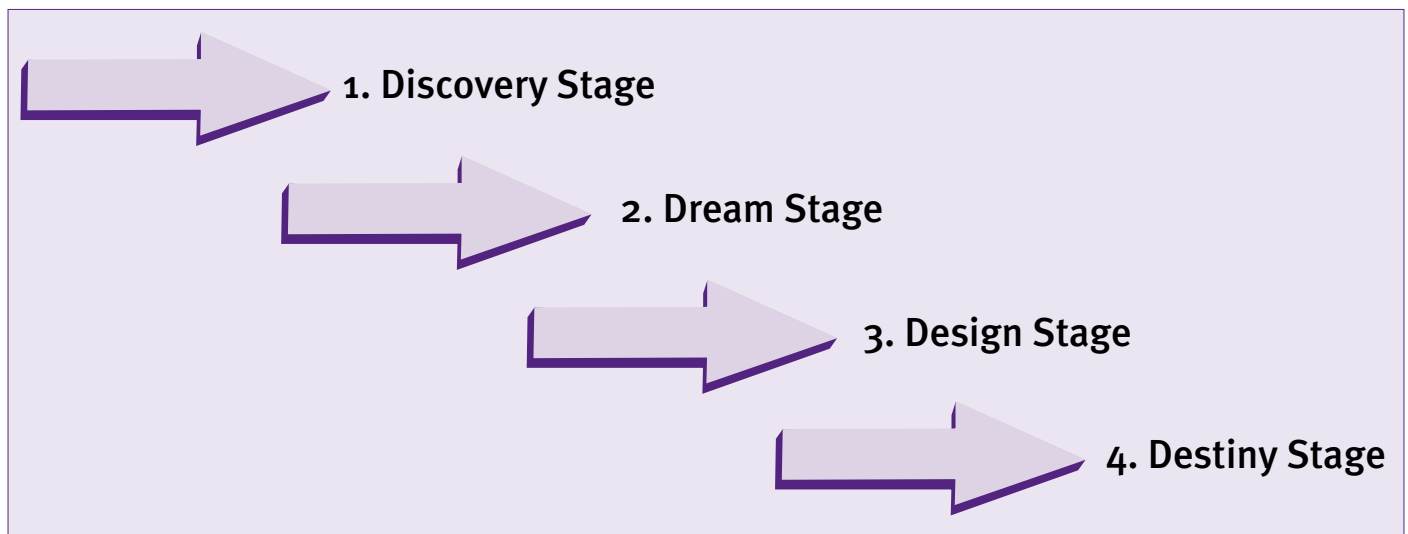 1. Discovery Stage
2. Dream Stage
3. Design Stage
4. Destiny Stage